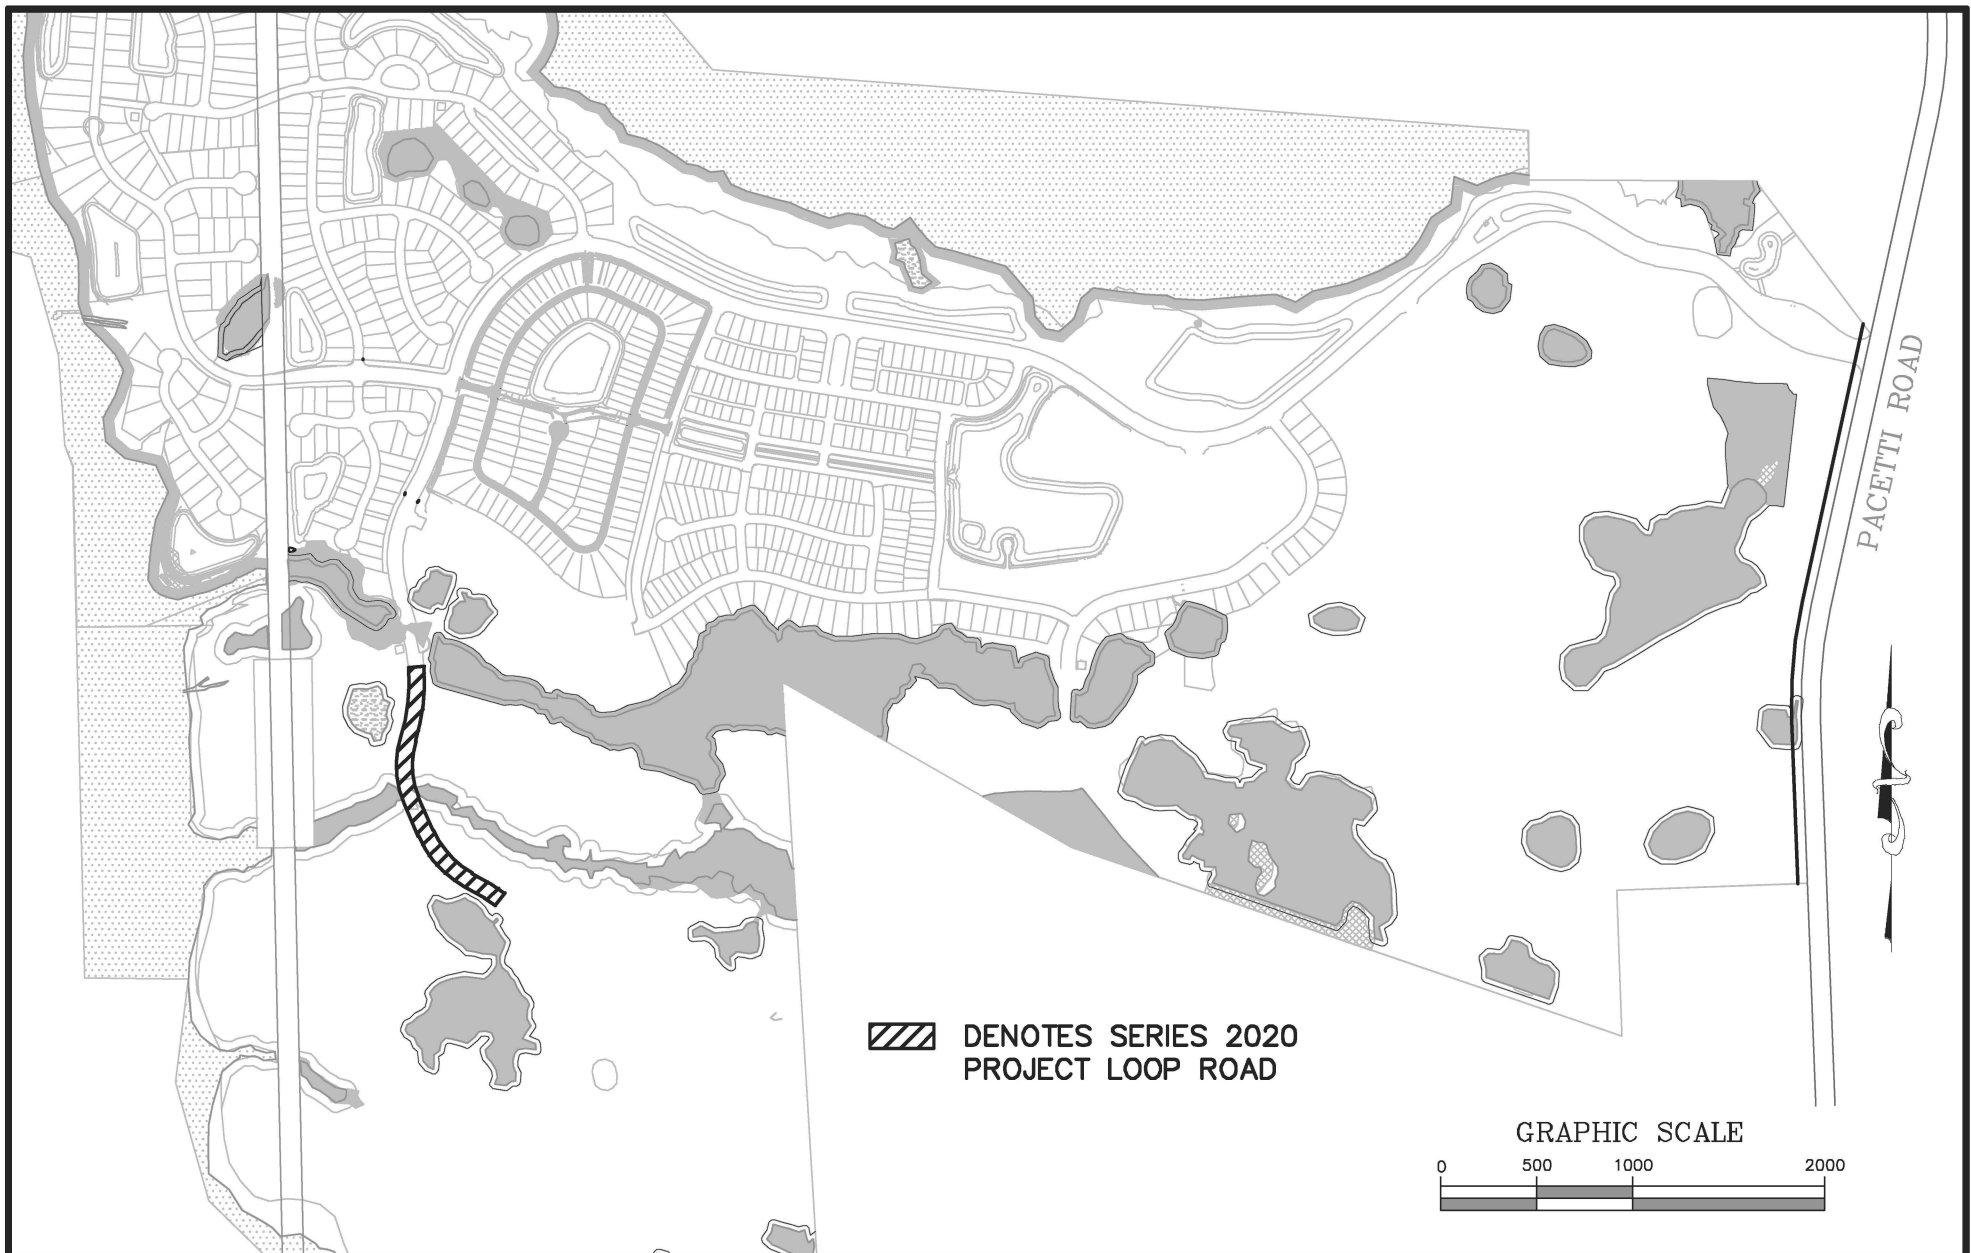 PACETTI ROAD
DENOTES SERIES 2020
PROJECT LOOP ROAD
GRAPHIC SCALE
0 500 1000 2000